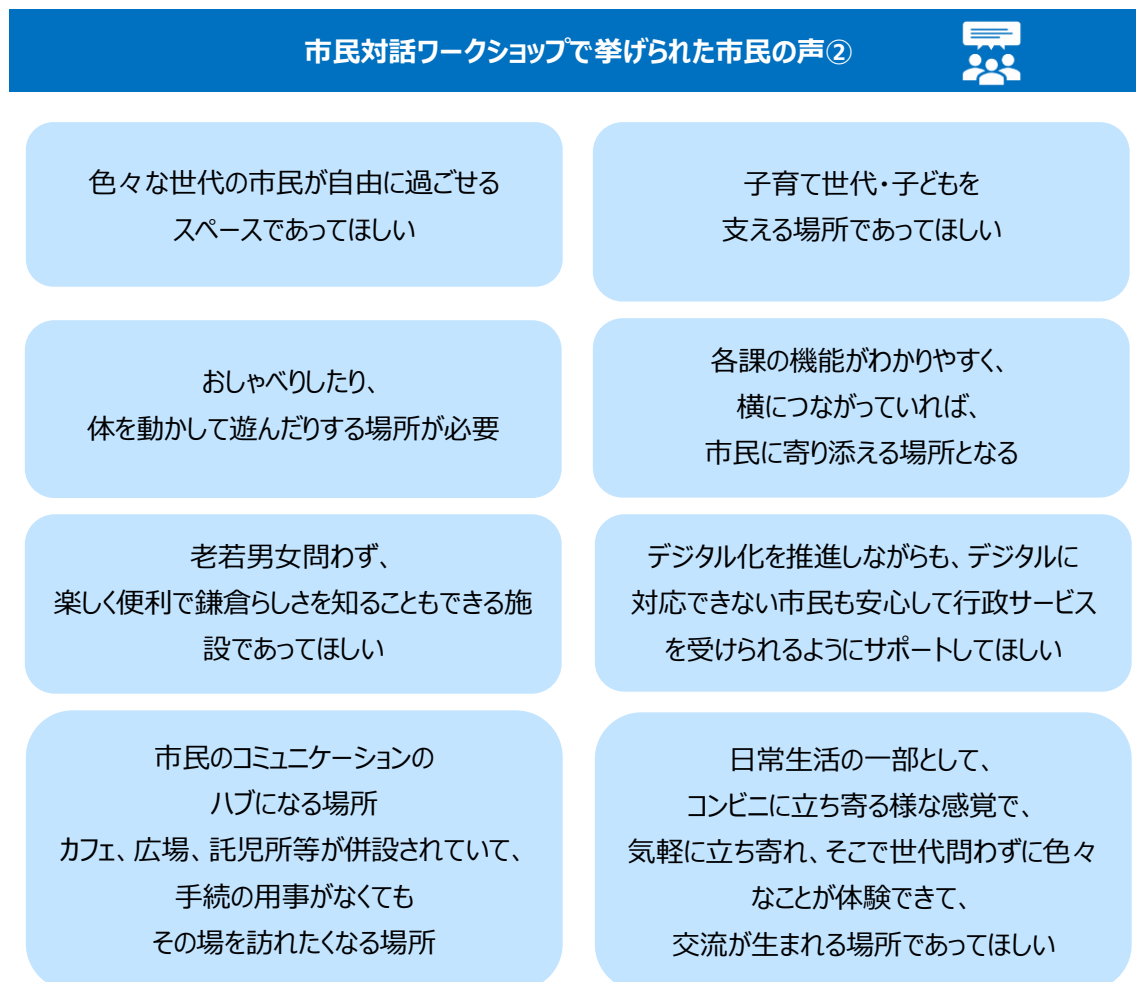 市民対話ワークショップで挙げられた市民の声②
色々な世代の市民が自由に過ごせる
スペースであってほしい
子育て世代・子どもを
支える場所であってほしい
おしゃべりしたり、
体を動かして遊んだりする場所が必要
各課の機能がわかりやすく、
横につながっていれば、
市民に寄り添える場所となる
老若男女問わず、
楽しく便利で鎌倉らしさを知ることもできる施
設であってほしい
デジタル化を推進しながらも、デジタルに
対応できない市民も安心して行政サービス
を受けられるようにサポートしてほしい
市民のコミュニケーションの
ハブになる場所
カフェ、広場、託児所等が併設されていて、
手続の用事がなくても
その場を訪れたくなる場所
日常生活の一部として、
コンビニに立ち寄る様な感覚で、
気軽に立ち寄れ、そこで世代問わずに色々
なことが体験できて、
交流が生まれる場所であってほしい